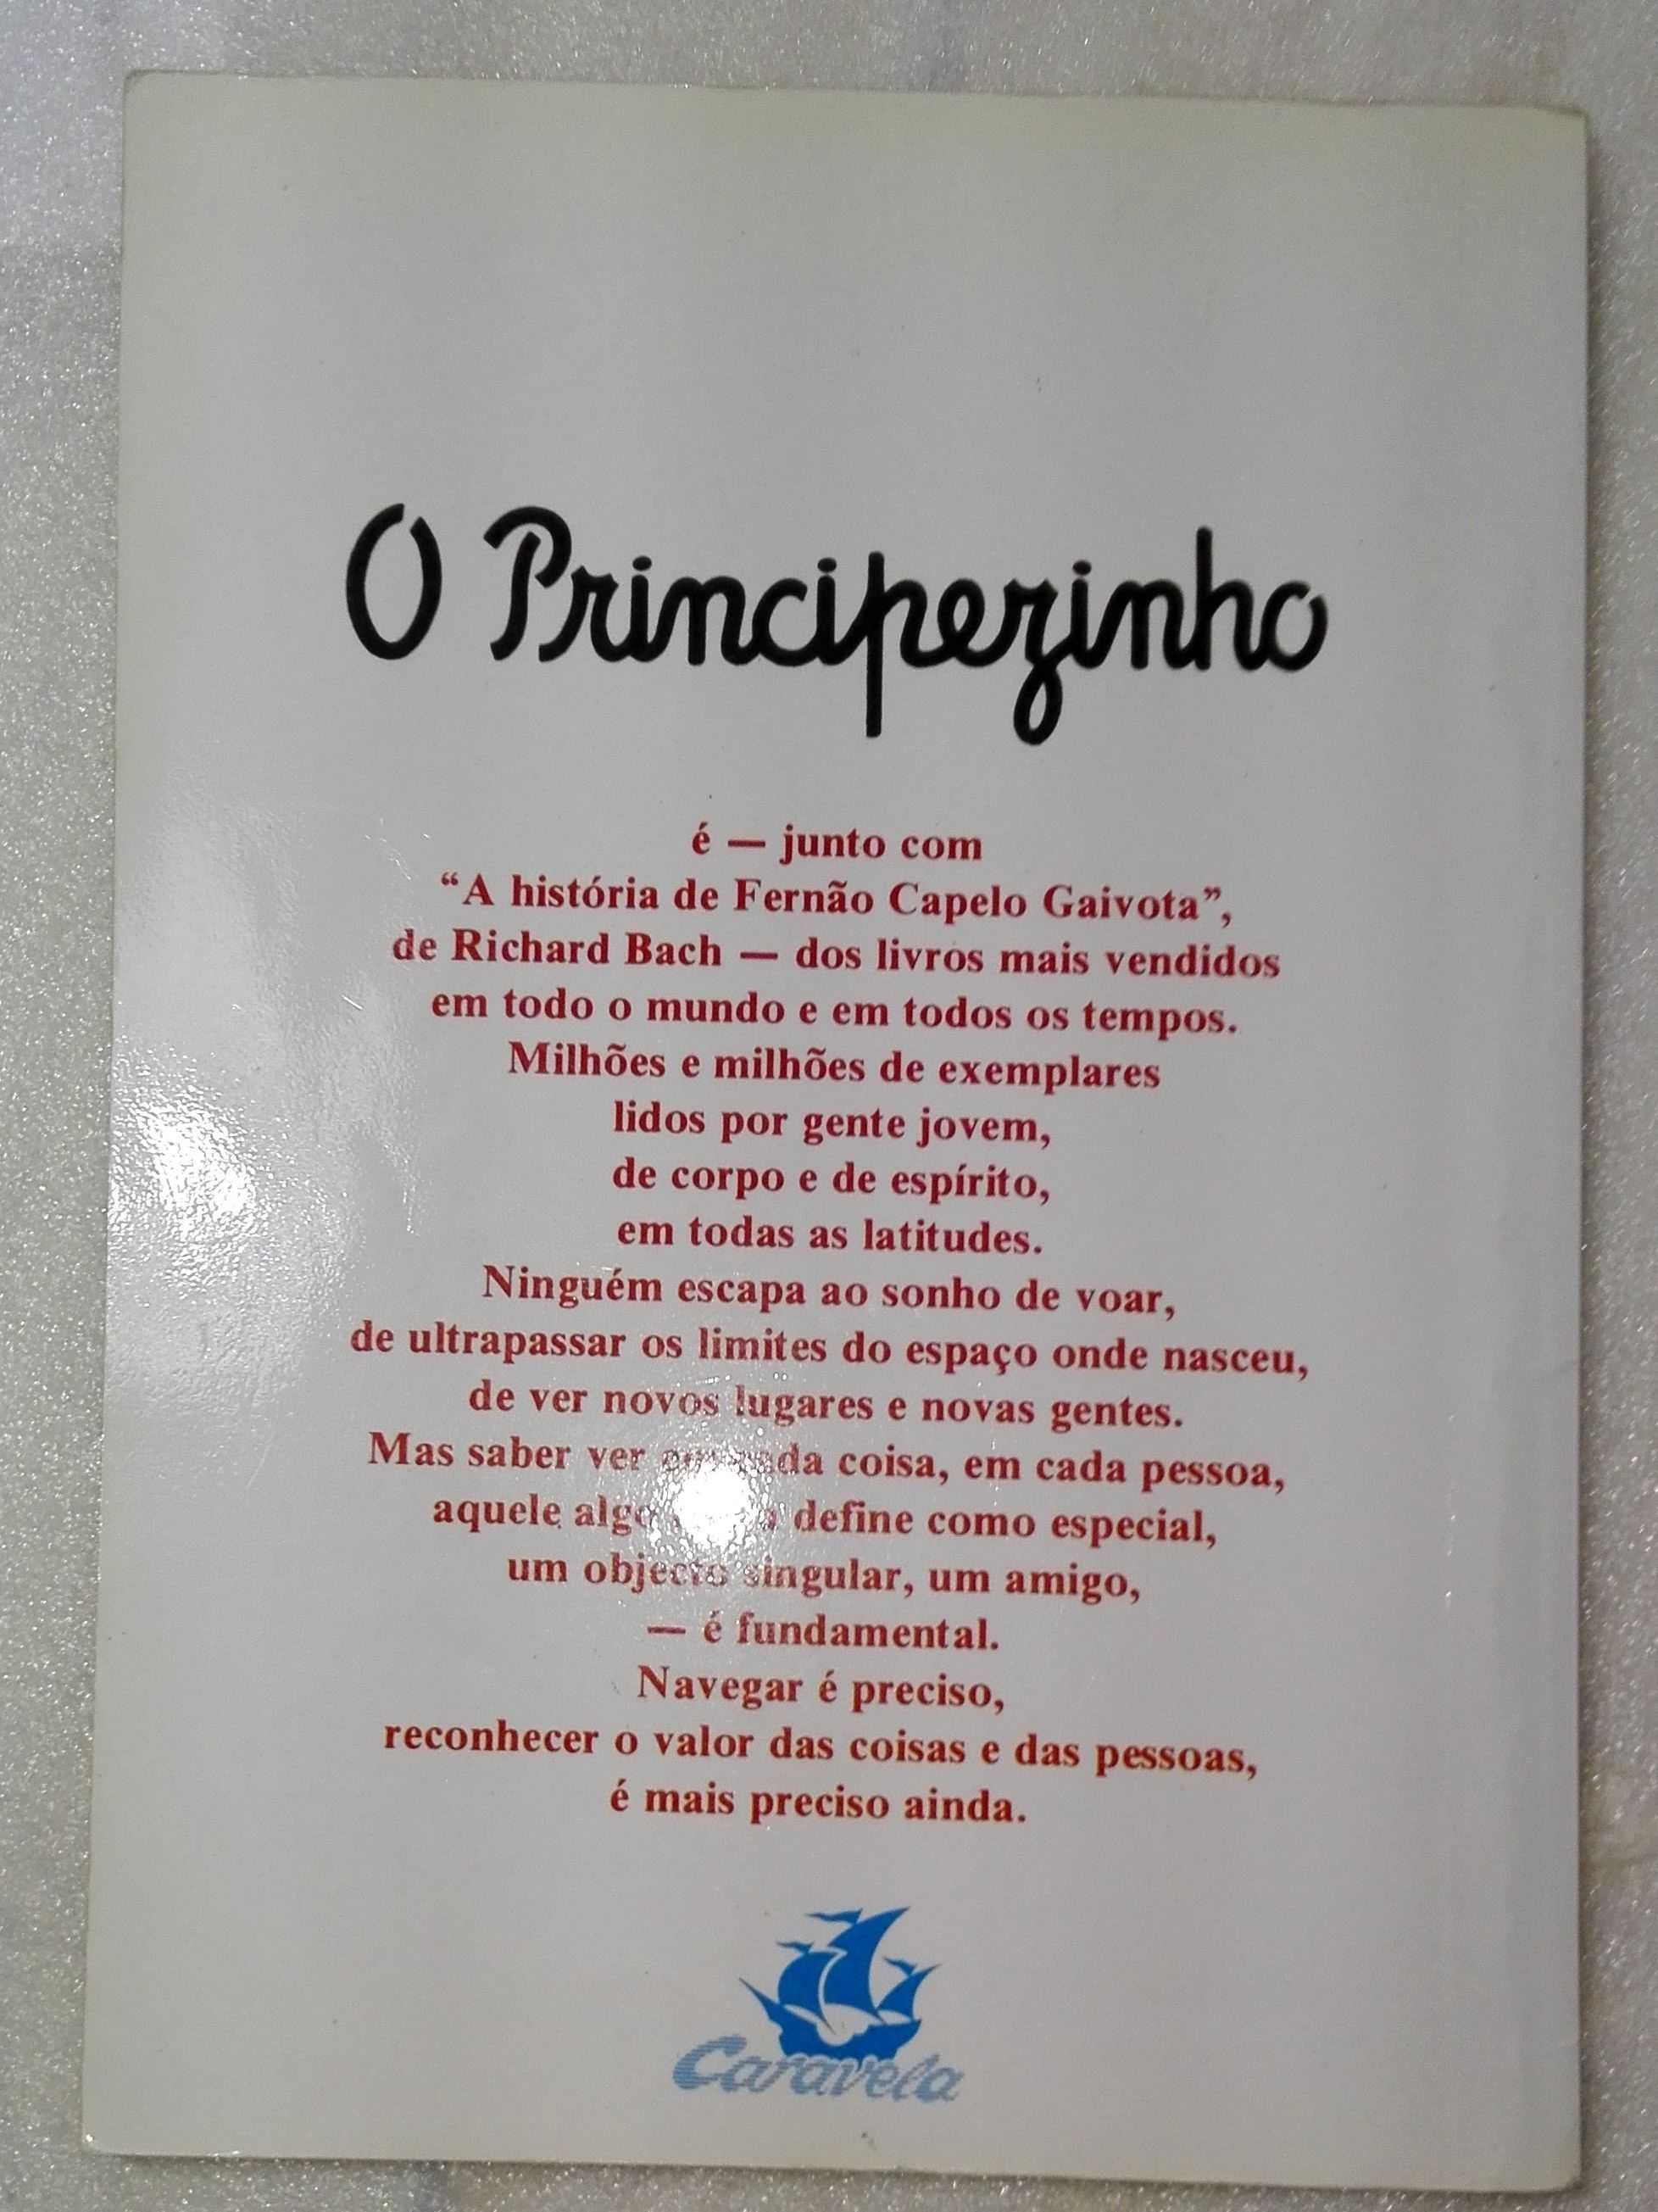 O Principezinho
é — junto com
“A história de Fernão Capelo Gaivota”,
de Richard Bach — dos livros mais vendidos
em todo o mundo e em todos os tempos.
Milhões e milhões de exemplares
lidos por gente jovem,
de corpo e de espírito,
em todas as latitudes.
Ninguém escapa ao sonho de voar,
de ultrapassar os limites do espaço onde nasceu,
de ver novos lugares e novas gentes.
Mas saber ver em cada coisa, em cada pessoa,
aquele algo define como especial,
um objecto singular, um amigo,
— é fundamental.
Navegar é preciso,
reconhecer o valor das coisas e das pessoas,
é mais preciso ainda.
Caravela